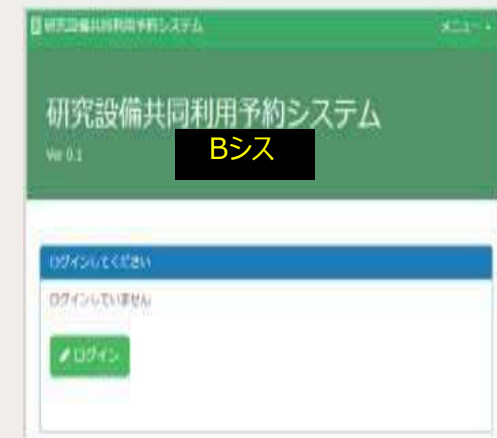 研究設備共同利用予約システム
メニュー
研究設備共同利用予約システム
Ver 0.1
Bシス
ログインしてください
ログインしていません
ログイン